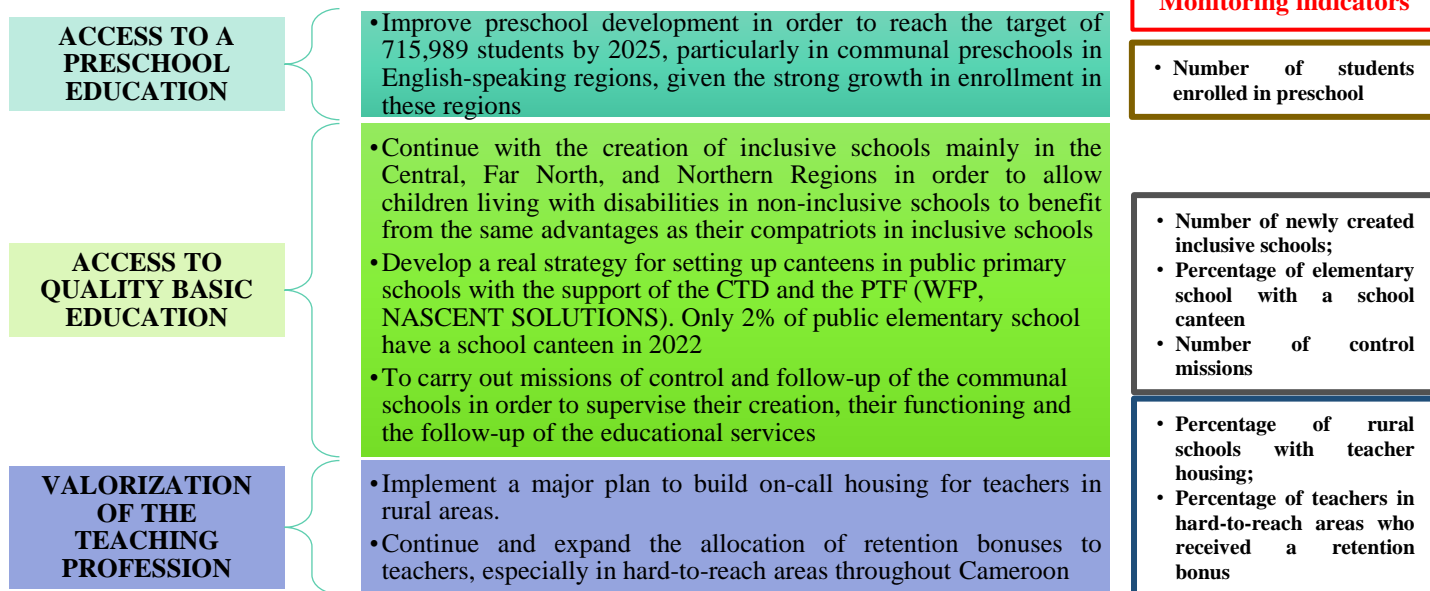 Monitoring indicators
ACCESS TO A
PRESCHOOL
EDUCATION
•Improve preschool development in order to reach the target of
715,989 students by 2025, particularly in communal preschools in
English-speaking regions, given the strong growth in enrollment in
these regions
• Number of students
enrolled in preschool
ACCESS TO
QUALITY BASIC
EDUCATION
•Continue with the creation of inclusive schools mainly in the
Central, Far North, and Northern Regions in order to allow
children living with disabilities in non-inclusive schools to benefit
from the same advantages as their compatriots in inclusive schools
•Develop a real strategy for setting up canteens in public primary
schools with the support of the CTD and the PTF (WFP,
NASCENT SOLUTIONS). Only 2% of public elementary school
have a school canteen in 2022
•To carry out missions of control and follow-up of the communal
schools in order to supervise their creation, their functioning and
the follow-up of the educational services
• Number of newly created
inclusive schools;
• Percentage of elementary
school with a school
canteen
• Number of control
missions
VALORIZATION
OF THE
TEACHING
PROFESSION
•Implement a major plan to build on-call housing for teachers in
rural areas.
•Continue and expand the allocation of retention bonuses to
teachers, especially in hard-to-reach areas throughout Cameroon
• Percentage of rural
schools with teacher
housing;
• Percentage of teachers in
hard-to-reach areas who
received a retention
bonus